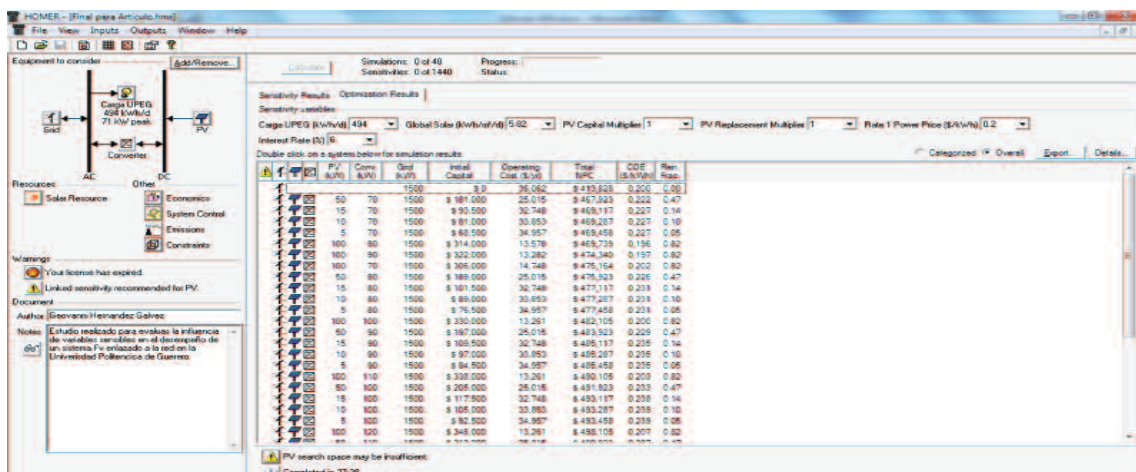 HOMER - [Final para Articulo.hmr]
File View Inputs Outputs Window Help
Equipment to consider
Add/Remove...
Calculate
Simulations: 0 of 48
Progress:
Sensitivities: 0 of 1440
Status:
Carga UPEG
494 kWh/d
71 kW peak
Grid
PV
Converter
AC
DC
Resources
Other
Solar Resource
Economics
System Control
Emissions
Constraints
Warnings
Your license has expired.
Linked sensitivity recommended for PV.
Document
Author Geovanni Hernandez Galvez
Notes Estudio realizado para evaluar la influencia
de variables sensibles en el desempeño de
un sistema Fv enlazado a la red en la
Universidad Politecnica de Guerrero.
Sensitivity Results Optimization Results
Sensitivity variables
Carga UPEG (kWh/d) 494 Global Solar (kWh/m²/d) 5.82 PV Capital Multiplier 1 PV Replacement Multiplier 1 Rate 1 Power Price ($/kWh) 0.2
Interest Rate (%) 6
Double click on a system below for simulation results.
Categorized Overall Export... Details...
PV (kW) Conv. (kW) Grid (kW) Initial Capital Operating Cost ($/yr) Total NPC COE ($/kWh) Ren. Frac.
1500 $ 0 36,062 $ 413,828 0.200 0.00
50 70 1500 $ 181,000 25,015 $ 467,923 0.222 0.47
15 70 1500 $ 93,500 32,748 $ 469,117 0.227 0.14
10 70 1500 $ 81,000 33,853 $ 469,287 0.227 0.10
5 70 1500 $ 68,500 34,957 $ 469,458 0.227 0.05
100 80 1500 $ 314,000 13,578 $ 469,739 0.196 0.82
100 90 1500 $ 322,000 13,282 $ 474,340 0.197 0.82
100 70 1500 $ 306,000 14,748 $ 475,164 0.202 0.82
50 80 1500 $ 189,000 25,015 $ 475,923 0.226 0.47
15 80 1500 $ 101,500 32,748 $ 477,117 0.231 0.14
10 80 1500 $ 89,000 33,853 $ 477,287 0.231 0.10
5 80 1500 $ 76,500 34,957 $ 477,458 0.231 0.05
100 100 1500 $ 330,000 13,261 $ 482,105 0.200 0.82
50 90 1500 $ 197,000 25,015 $ 483,923 0.229 0.47
15 90 1500 $ 109,500 32,748 $ 485,117 0.235 0.14
10 90 1500 $ 97,000 33,853 $ 485,287 0.235 0.10
5 90 1500 $ 84,500 34,957 $ 485,458 0.235 0.05
100 110 1500 $ 338,000 13,261 $ 490,105 0.203 0.82
50 100 1500 $ 205,000 25,015 $ 491,923 0.233 0.47
15 100 1500 $ 117,500 32,748 $ 493,117 0.238 0.14
10 100 1500 $ 105,000 33,853 $ 493,287 0.239 0.10
5 100 1500 $ 92,500 34,957 $ 493,458 0.239 0.05
100 120 1500 $ 346,000 13,261 $ 498,105 0.207 0.82
PV search space may be insufficient.